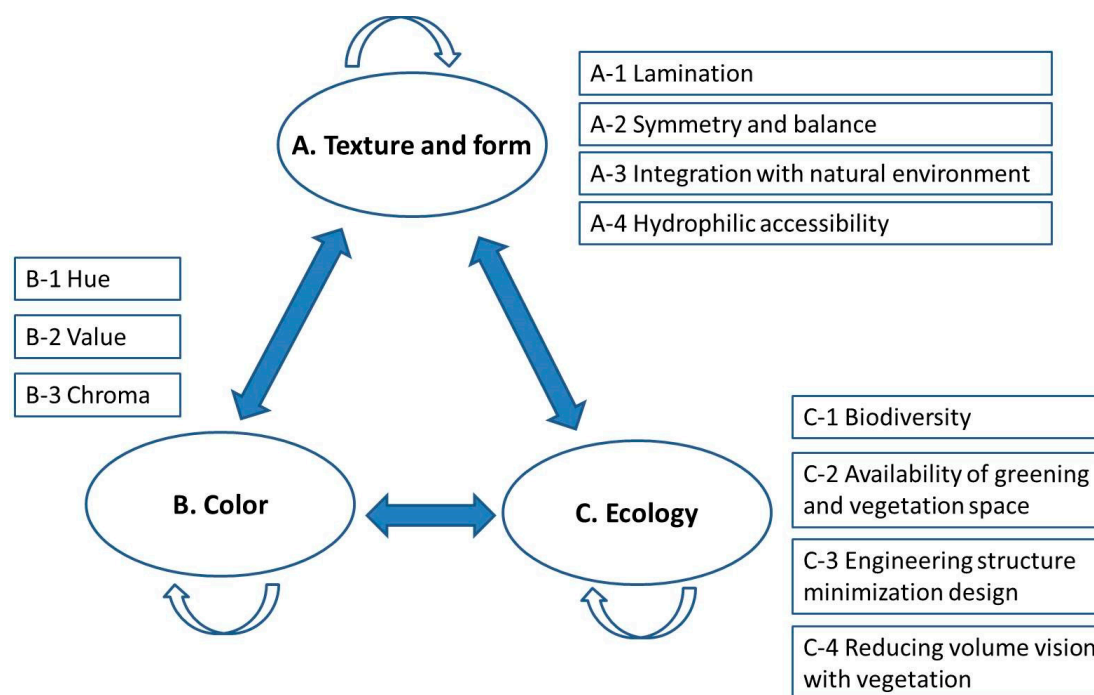 A. Texture and form
A-1 Lamination
A-2 Symmetry and balance
A-3 Integration with natural environment
A-4 Hydrophilic accessibility
B-1 Hue
B-2 Value
B-3 Chroma
B. Color
C. Ecology
C-1 Biodiversity
C-2 Availability of greening
and vegetation space
C-3 Engineering structure
minimization design
C-4 Reducing volume vision
with vegetation